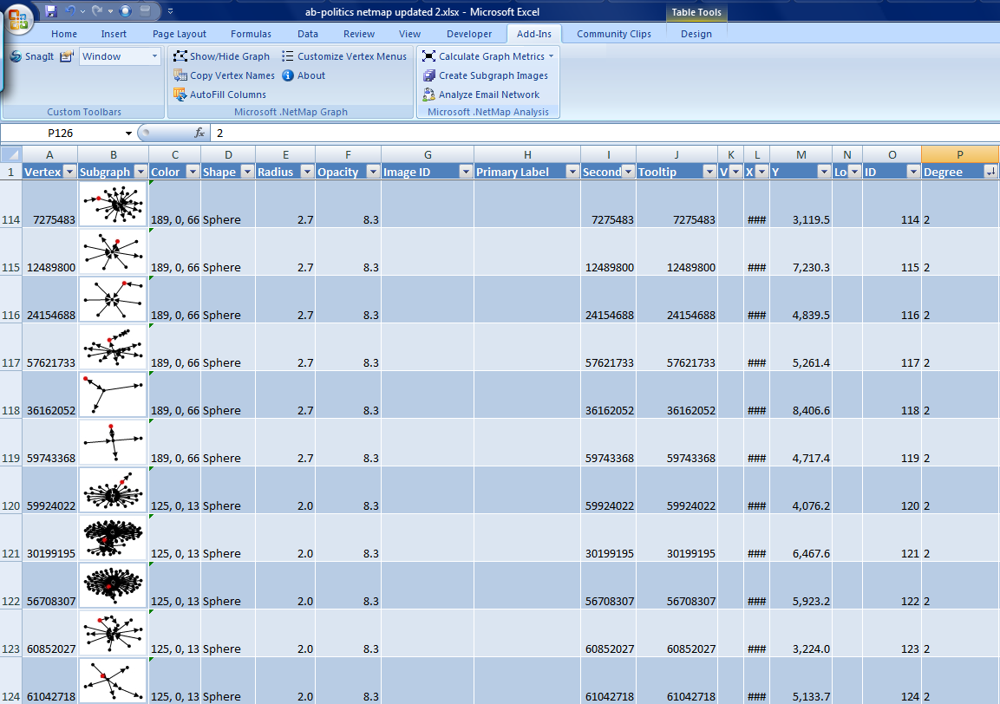 ab-politics netmap updated 2.xlsx - Microsoft Excel
Table Tools
Home Insert Page Layout Formulas Data Review View Developer Add-Ins Community Clips Design
SnagIt Window Show/Hide Graph Customize Vertex Menus Calculate Graph Metrics
Copy Vertex Names About Create Subgraph Images
AutoFill Columns Analyze Email Network
Custom Toolbars Microsoft .NetMap Graph Microsoft .NetMap Analysis
P126 fx 2
A B C D E F G H I J K L M N O P
1 Vertex Subgraph Color Shape Radius Opacity Image ID Primary Label Second Tooltip V X Y Lo ID Degree
114 7275483 189, 0, 66 Sphere 2.7 8.3 7275483 7275483 ### 3,119.5 114 2
115 12489800 189, 0, 66 Sphere 2.7 8.3 12489800 12489800 ### 7,230.3 115 2
116 24154688 189, 0, 66 Sphere 2.7 8.3 24154688 24154688 ### 4,839.5 116 2
117 57621733 189, 0, 66 Sphere 2.7 8.3 57621733 57621733 ### 5,261.4 117 2
118 36162052 189, 0, 66 Sphere 2.7 8.3 36162052 36162052 ### 8,406.6 118 2
119 59743368 189, 0, 66 Sphere 2.7 8.3 59743368 59743368 ### 4,717.4 119 2
120 59924022 125, 0, 13 Sphere 2.0 8.3 59924022 59924022 ### 4,076.2 120 2
121 30199195 125, 0, 13 Sphere 2.0 8.3 30199195 30199195 ### 6,467.6 121 2
122 56708307 125, 0, 13 Sphere 2.0 8.3 56708307 56708307 ### 5,923.2 122 2
123 60852027 125, 0, 13 Sphere 2.0 8.3 60852027 60852027 ### 3,224.0 123 2
124 61042718 125, 0, 13 Sphere 2.0 8.3 61042718 61042718 ### 5,133.7 124 2